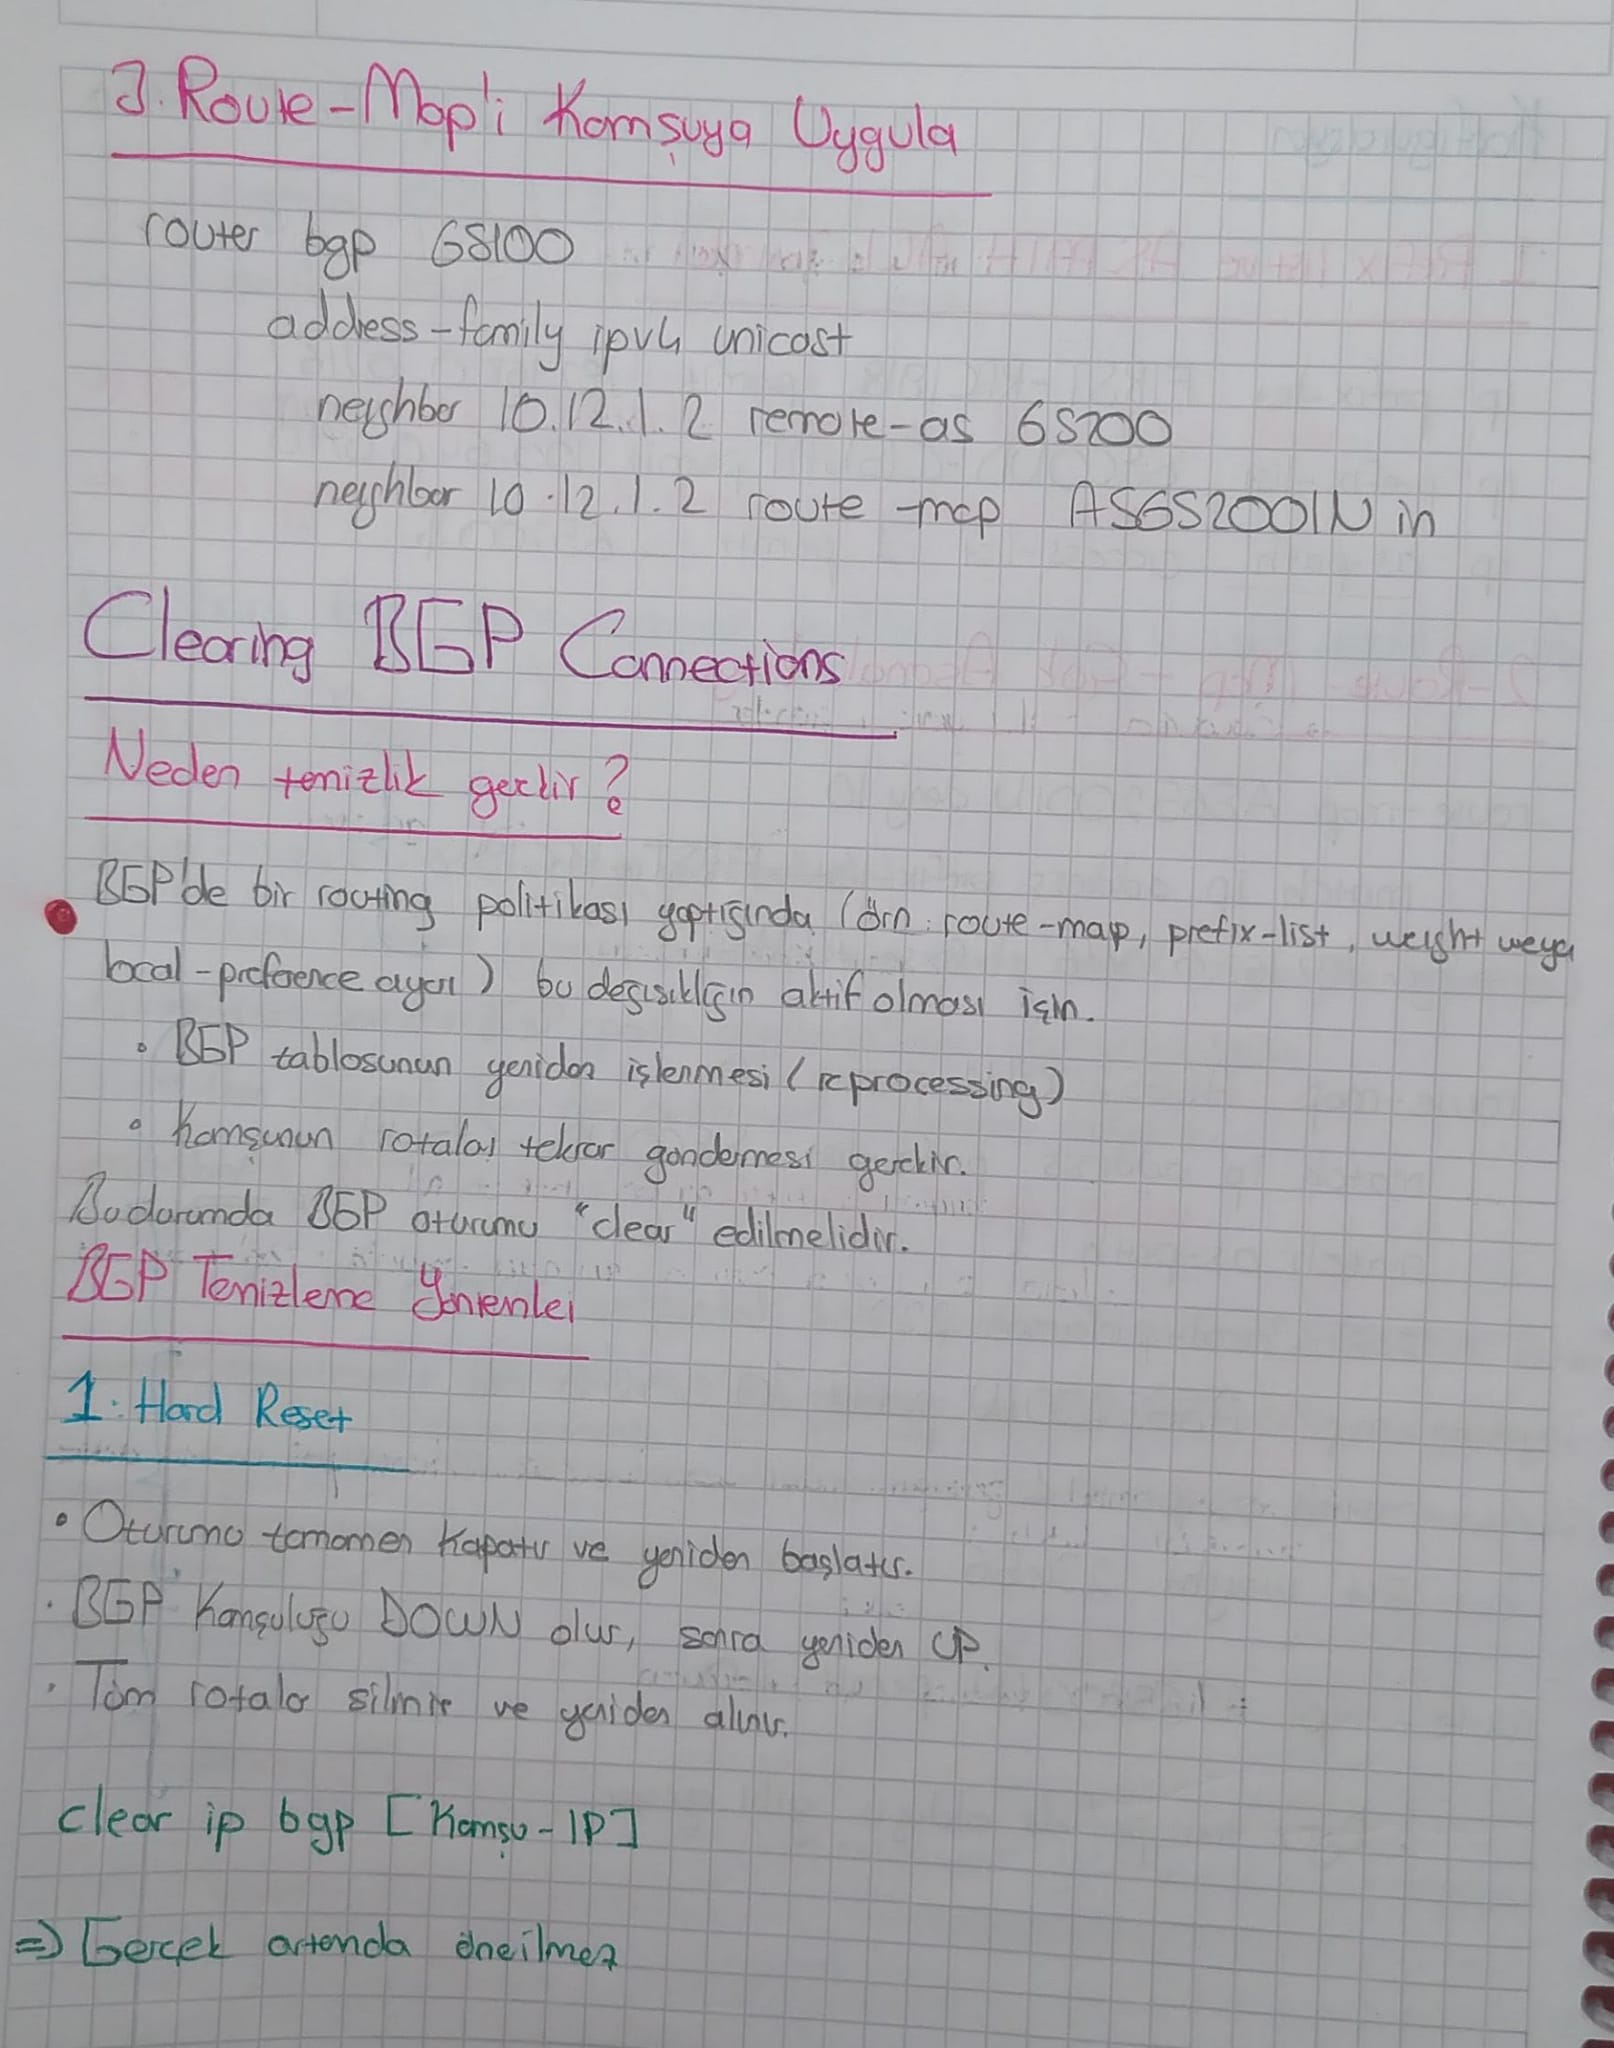 3. Route-Map'i Komşuya Uygula
router bgp 65100
address-family ipv4 unicast
neighbor 10.12.1.2 remote-as 65200
neighbor 10.12.1.2 route-map AS65200IN in
Clearing BGP Connections
Neden temizlik gerekir?
BGP'de bir routing politikası yaptığında (örn: route-map, prefix-list, weight veya
local-preference ayarı) bu değişikliğin aktif olması için.
• BGP tablosunun yeniden işlenmesi (reprocessing)
• Komşunun rotaları tekrar göndermesi gerekir.
Bu durumda BGP oturumu "clear" edilmelidir.
BGP Temizleme Yöntemleri
1. Hard Reset
• Oturumu tamamen kapatır ve yeniden başlatır.
• BGP Komşuluğu DOWN olur, sonra yeniden UP.
• Tüm rotalar silinir ve yeniden alınır.
clear ip bgp [Komşu-IP]
=> Gerçek ortamda önerilmez